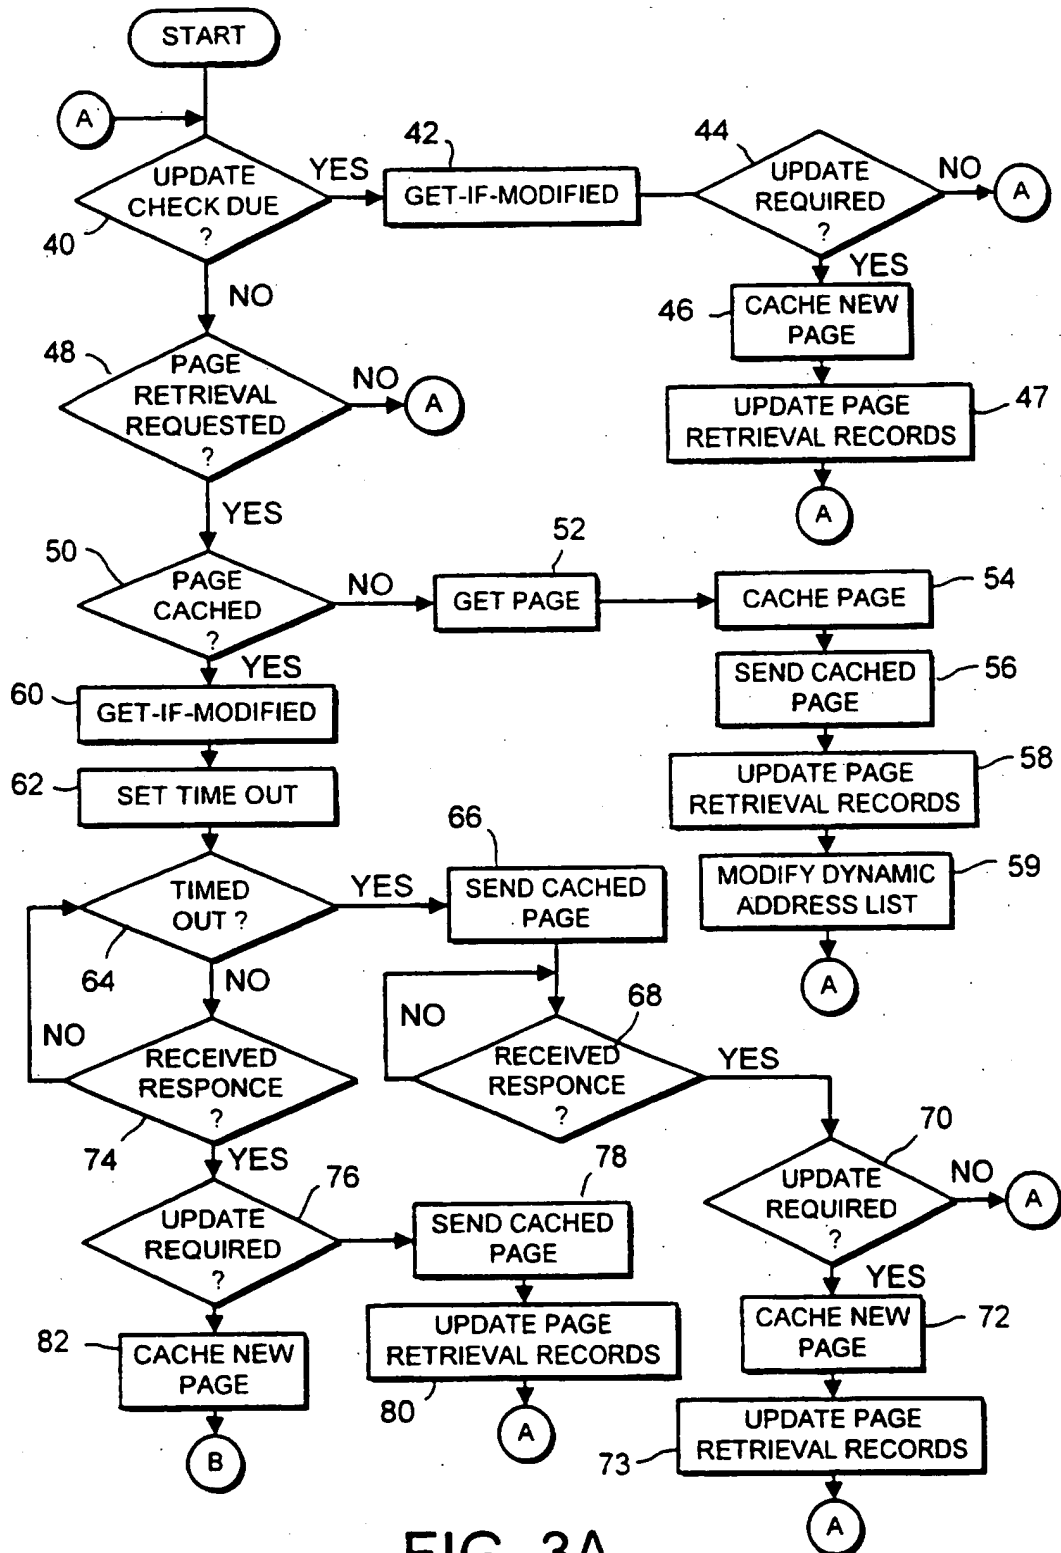 START
A
UPDATE
CHECK DUE
?
40
YES
42
GET-IF-MODIFIED
44
UPDATE
REQUIRED
?
NO
A
YES
46
CACHE NEW
PAGE
47
UPDATE PAGE
RETRIEVAL RECORDS
A
NO
48
PAGE
RETRIEVAL
REQUESTED
?
NO
A
YES
50
PAGE
CACHED
?
NO
52
GET PAGE
CACHE PAGE
54
SEND CACHED
PAGE
56
UPDATE PAGE
RETRIEVAL RECORDS
58
MODIFY DYNAMIC
ADDRESS LIST
59
A
YES
60
GET-IF-MODIFIED
62
SET TIME OUT
TIMED
OUT ?
64
YES
66
SEND CACHED
PAGE
NO
NO
RECEIVED
RESPONCE
?
74
NO
68
RECEIVED
RESPONCE
?
YES
70
UPDATE
REQUIRED
?
NO
A
YES
CACHE NEW
PAGE
72
UPDATE PAGE
RETRIEVAL RECORDS
73
A
YES
76
UPDATE
REQUIRED
?
78
SEND CACHED
PAGE
UPDATE PAGE
RETRIEVAL RECORDS
80
A
82
CACHE NEW
PAGE
B
FIG. 3A